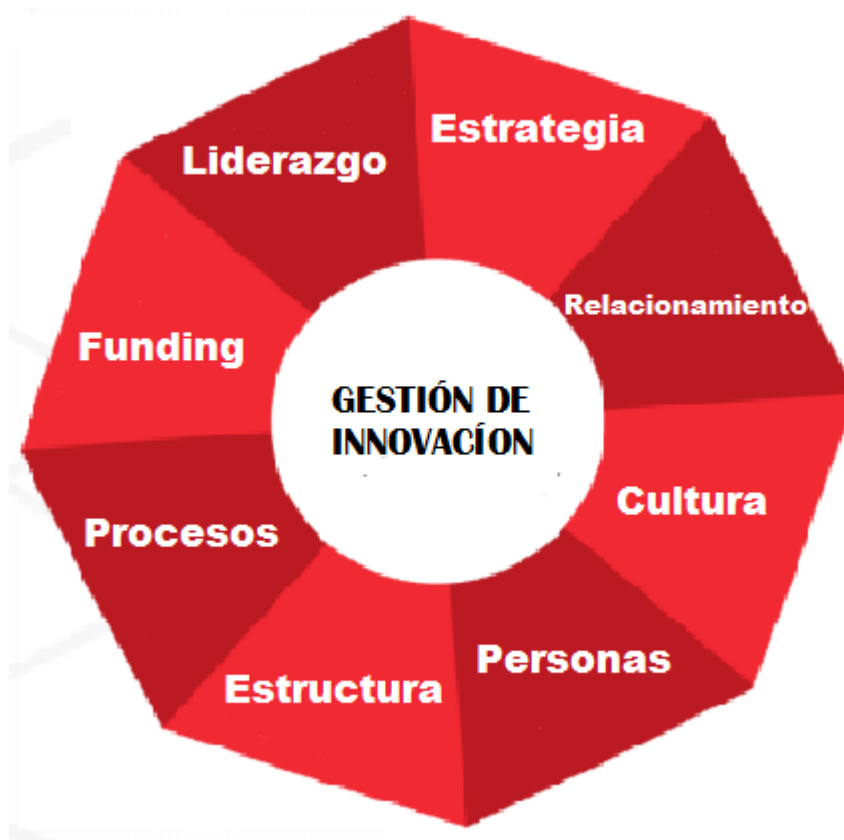 Estrategia
Liderazgo
Relacionamiento
Funding
GESTIÓN DE
INNOVACÍON
Cultura
Procesos
Personas
Estructura